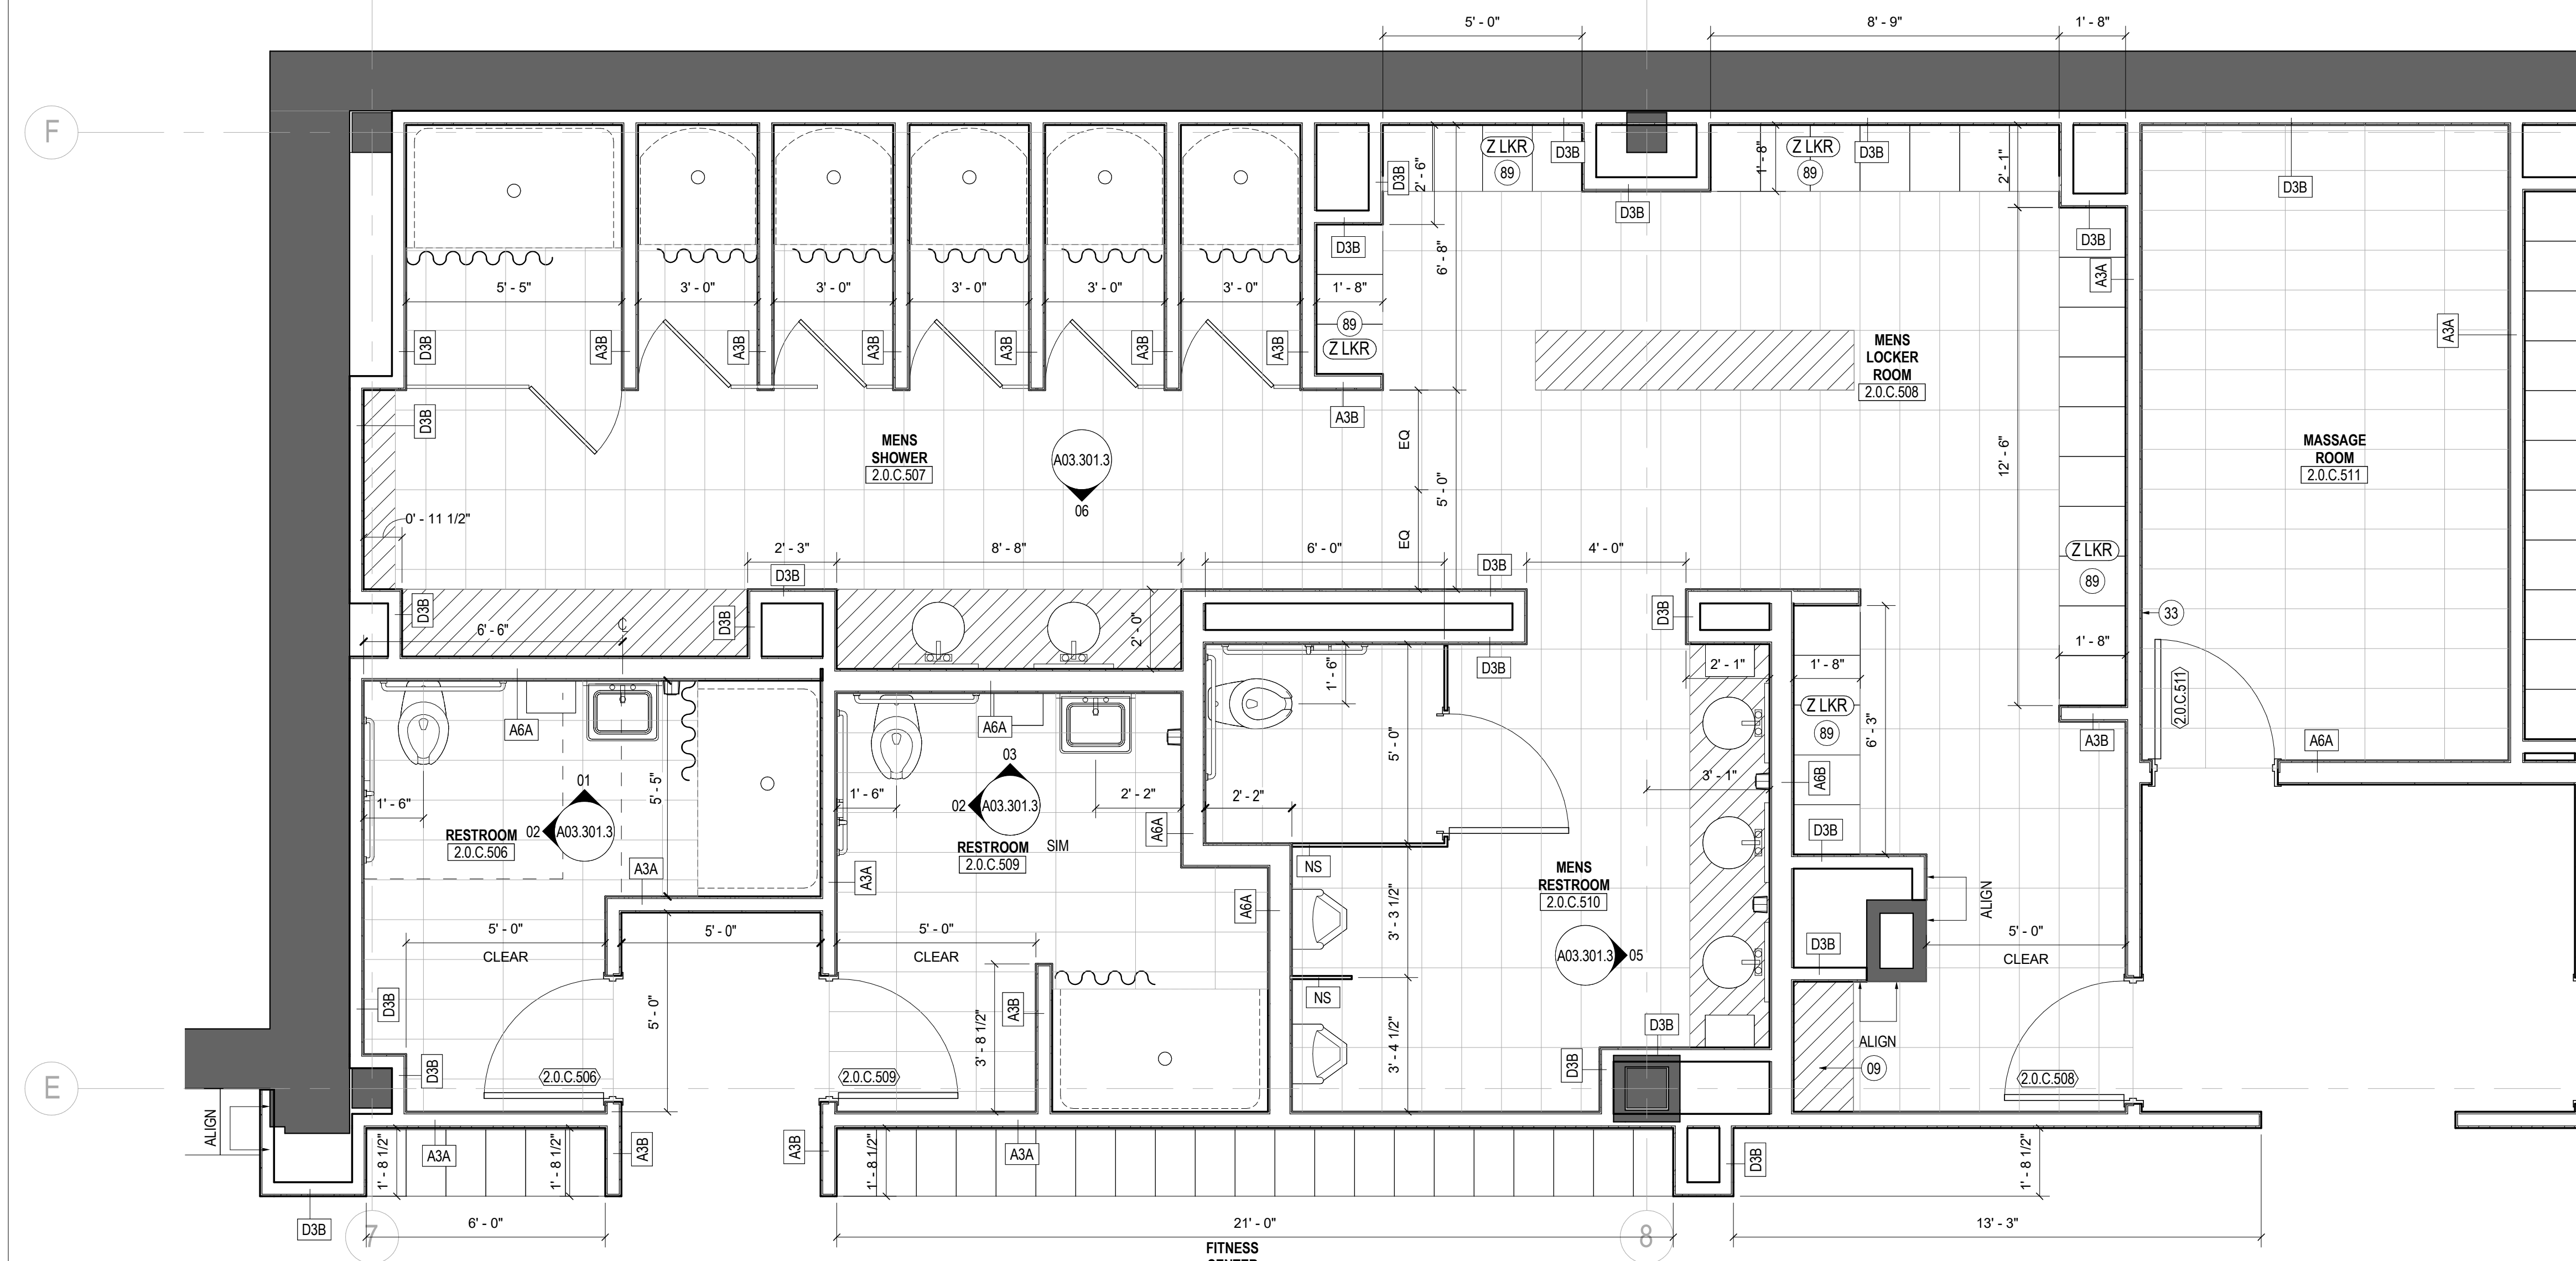 5' - 0"
8' - 9"
1' - 8"
F
Z LKR
89
D3B
Z LKR
89
D3B
D3B
2' - 6"
1' - 8"
2' - 1"
D3B
D3B
D3B
D3B
6' - 8"
A3A
5' - 5"
3' - 0"
3' - 0"
3' - 0"
3' - 0"
3' - 0"
1' - 8"
89
Z LKR
D3B
A3B
A3B
A3B
A3B
A3B
A3B
A3A
MENS
LOCKER
ROOM
2.0.C.508
D3B
A3B
MENS
SHOWER
2.0.C.507
A03.301.3
06
EQ
EQ
5' - 0"
12' - 6"
MASSAGE
ROOM
2.0.C.511
0' - 11 1/2"
2' - 3"
8' - 8"
6' - 0"
4' - 0"
D3B
D3B
Z LKR
89
D3B
D3B
D3B
33
6' - 6"
2' - 0"
1' - 8"
D3B
1' - 6"
2' - 1"
1' - 8"
2.0.C.511
A6A
A6A
Z LKR
89
6' - 3"
A3B
A6A
5' - 5"
01
03
5' - 0"
3' - 1"
A6B
1' - 6"
1' - 6"
2' - 2"
2' - 2"
RESTROOM
2.0.C.506
02
A03.301.3
02
A03.301.3
RESTROOM
2.0.C.509
SIM
A6A
D3B
A3A
A3A
NS
MENS
RESTROOM
2.0.C.510
A6A
3' - 3 1/2"
ALIGN
5' - 0"
CLEAR
5' - 0"
5' - 0"
CLEAR
5' - 0"
CLEAR
A03.301.3
05
D3B
D3B
5' - 0"
A3B
3' - 8 1/2"
NS
D3B
3' - 4 1/2"
D3B
ALIGN
09
E
D3B
2.0.C.506
2.0.C.509
2.0.C.508
ALIGN
1' - 8 1/2"
A3A
1' - 8 1/2"
A3B
A3B
1' - 8 1/2"
A3A
D3B
1' - 8 1/2"
D3B
7
6' - 0"
21' - 0"
8
13' - 3"
FITNESS
CENTER